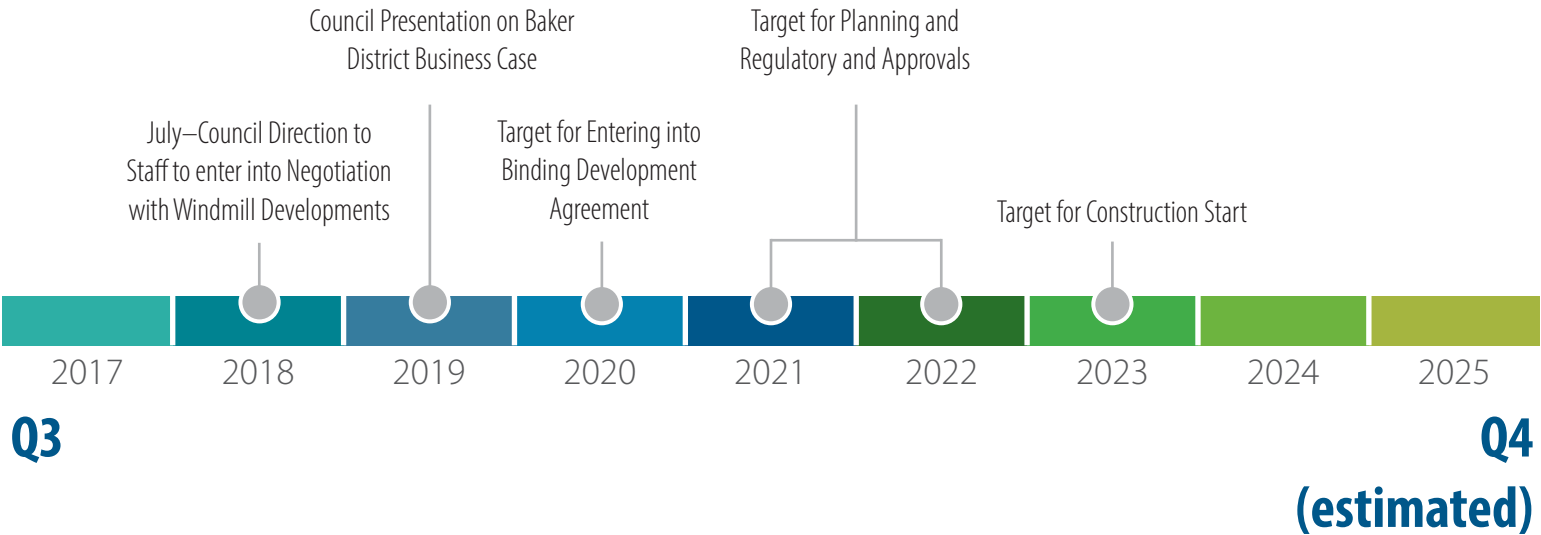 Council Presentation on Baker
District Business Case
Target for Planning and
Regulatory and Approvals
July–Council Direction to
Staff to enter into Negotiation
with Windmill Developments
Target for Entering into
Binding Development
Agreement
Target for Construction Start
2017
2018
2019
2020
2021
2022
2023
2024
2025
Q3
Q4
(estimated)